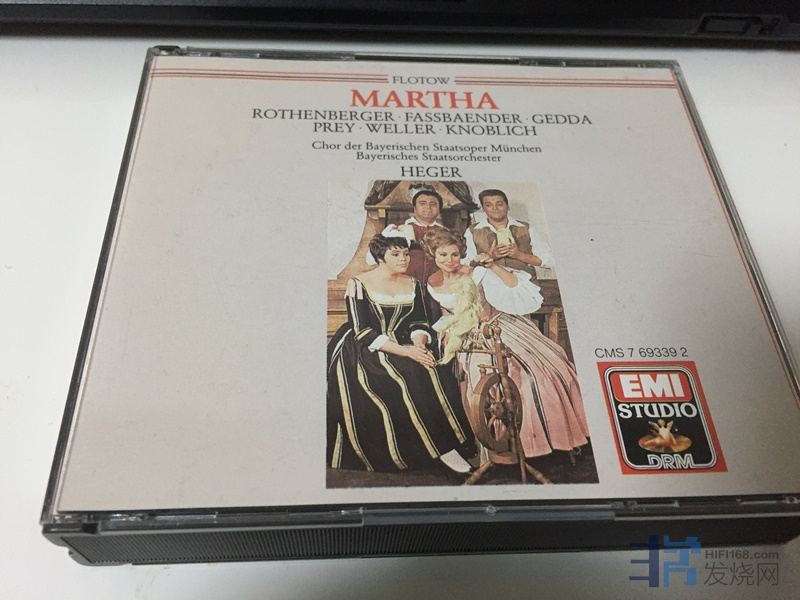 FLOTOW
MARTHA
ROTHENBERGER · FASSBAENDER · GEDDA
PREY · WELLER · KNOBLICH
Chor der Bayerischen Staatsoper München
Bayerisches Staatsorchester
HEGER
CMS 7 69339 2
EMI
STUDIO
DRM
HIFI168.com
发烧网